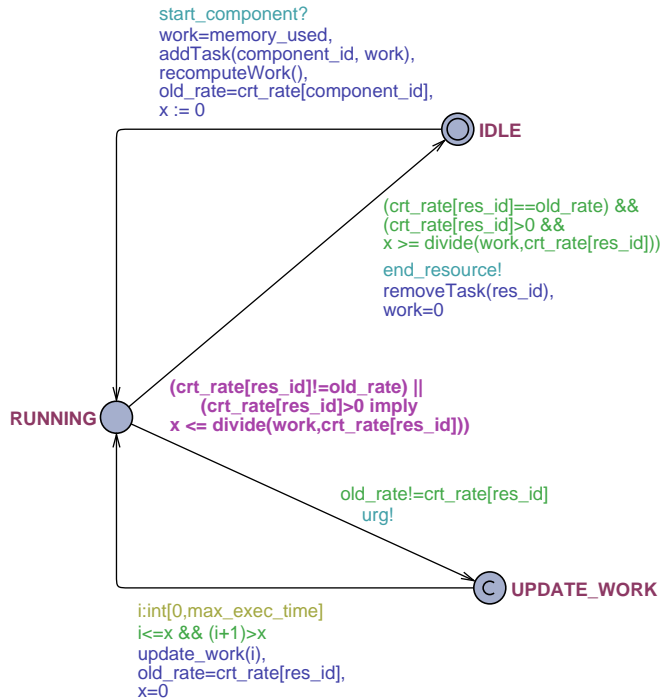 start_component?
work=memory_used,
addTask(component_id, work),
recomputeWork(),
old_rate=crt_rate[component_id],
x := 0
IDLE
(crt_rate[res_id]==old_rate) &&
(crt_rate[res_id]>0 &&
x >= divide(work,crt_rate[res_id]))
end_resource!
removeTask(res_id),
work=0
(crt_rate[res_id]!=old_rate) ||
(crt_rate[res_id]>0 imply
x <= divide(work,crt_rate[res_id]))
RUNNING
old_rate!=crt_rate[res_id]
urg!
C
UPDATE_WORK
i:int[0,max_exec_time]
i<=x && (i+1)>x
update_work(i),
old_rate=crt_rate[res_id],
x=0